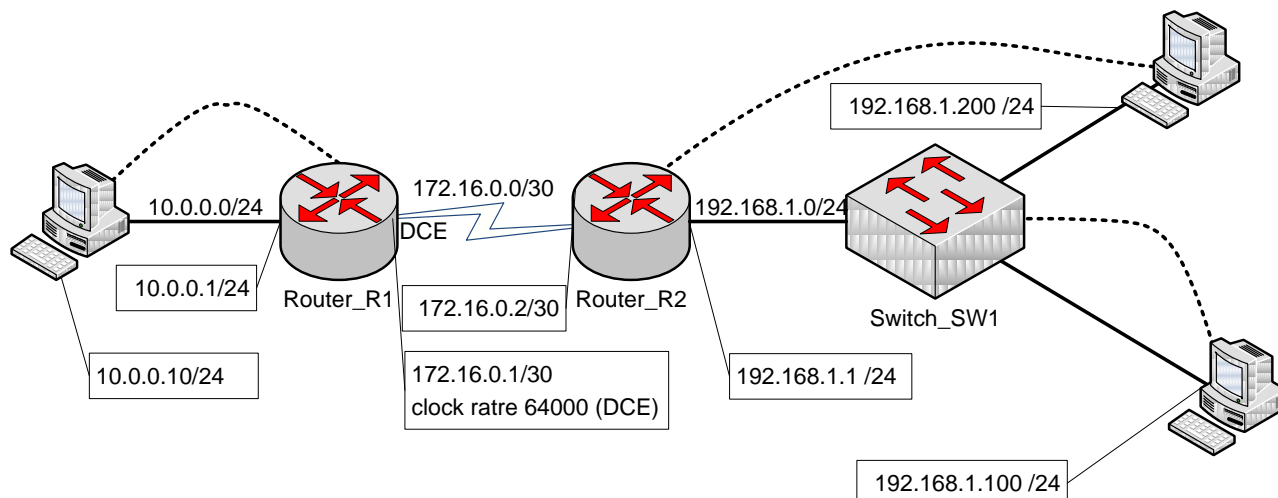 192.168.1.200 /24
172.16.0.0/30
10.0.0.0/24
192.168.1.0/24
DCE
10.0.0.1/24
Router_R1
172.16.0.2/30
Router_R2
Switch_SW1
10.0.0.10/24
172.16.0.1/30
clock ratre 64000 (DCE)
192.168.1.1 /24
192.168.1.100 /24